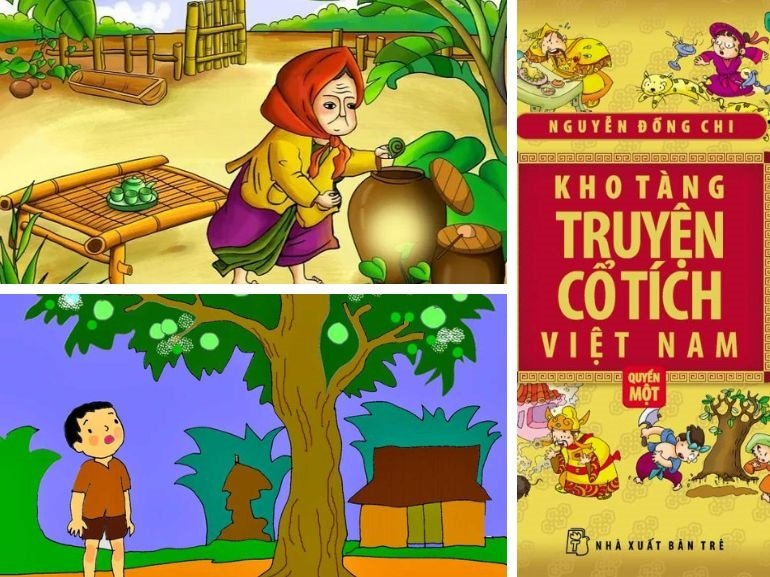 NGUYỄN ĐỔNG CHI
KHO TÀNG
TRUYỆN
CỔ TÍCH
VIỆT NAM
QUYỂN
MỘT
NHÀ XUẤT BẢN TRẺ